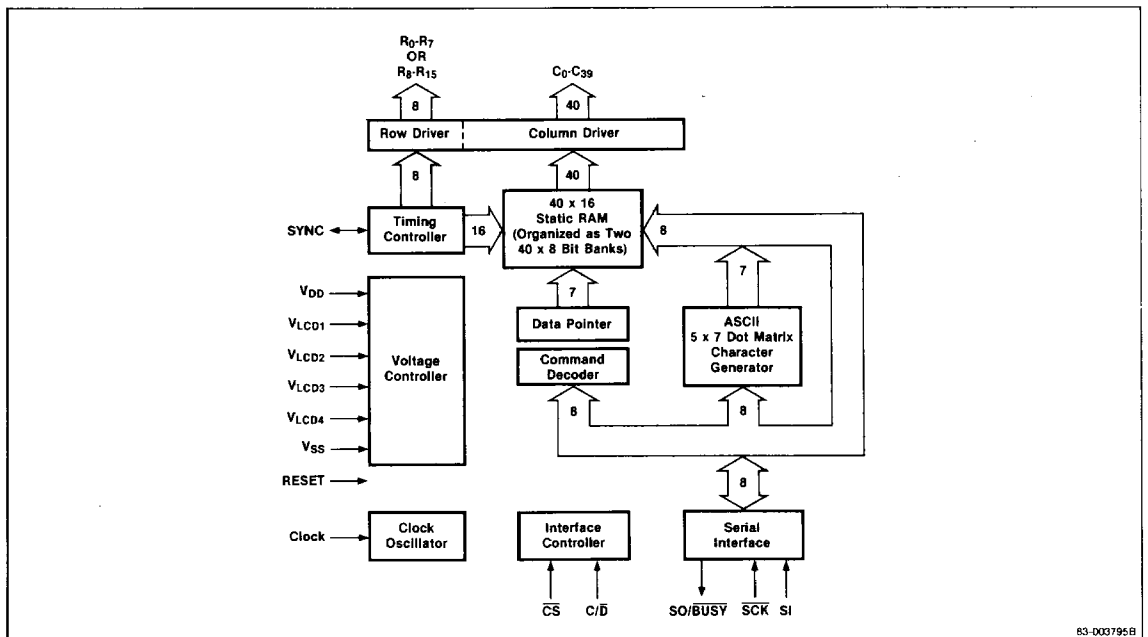 R0-R7
OR
R8-R15
C0-C39
8
40
Row Driver
Column Driver
8
40
SYNC
Timing
Controller
16
40 x 16
Static RAM
(Organized as Two
40 x 8 Bit Banks)
8
7
7
VDD
VLCD1
VLCD2
VLCD3
VLCD4
VSS
Voltage
Controller
Data Pointer
Command
Decoder
ASCII
5 x 7 Dot Matrix
Character
Generator
8
8
RESET
8
Clock
Clock
Oscillator
Interface
Controller
Serial
Interface
C̅S̅
C/D̅
SO/B̅U̅S̅Y̅
S̅C̅K̅
SI
83-003795B